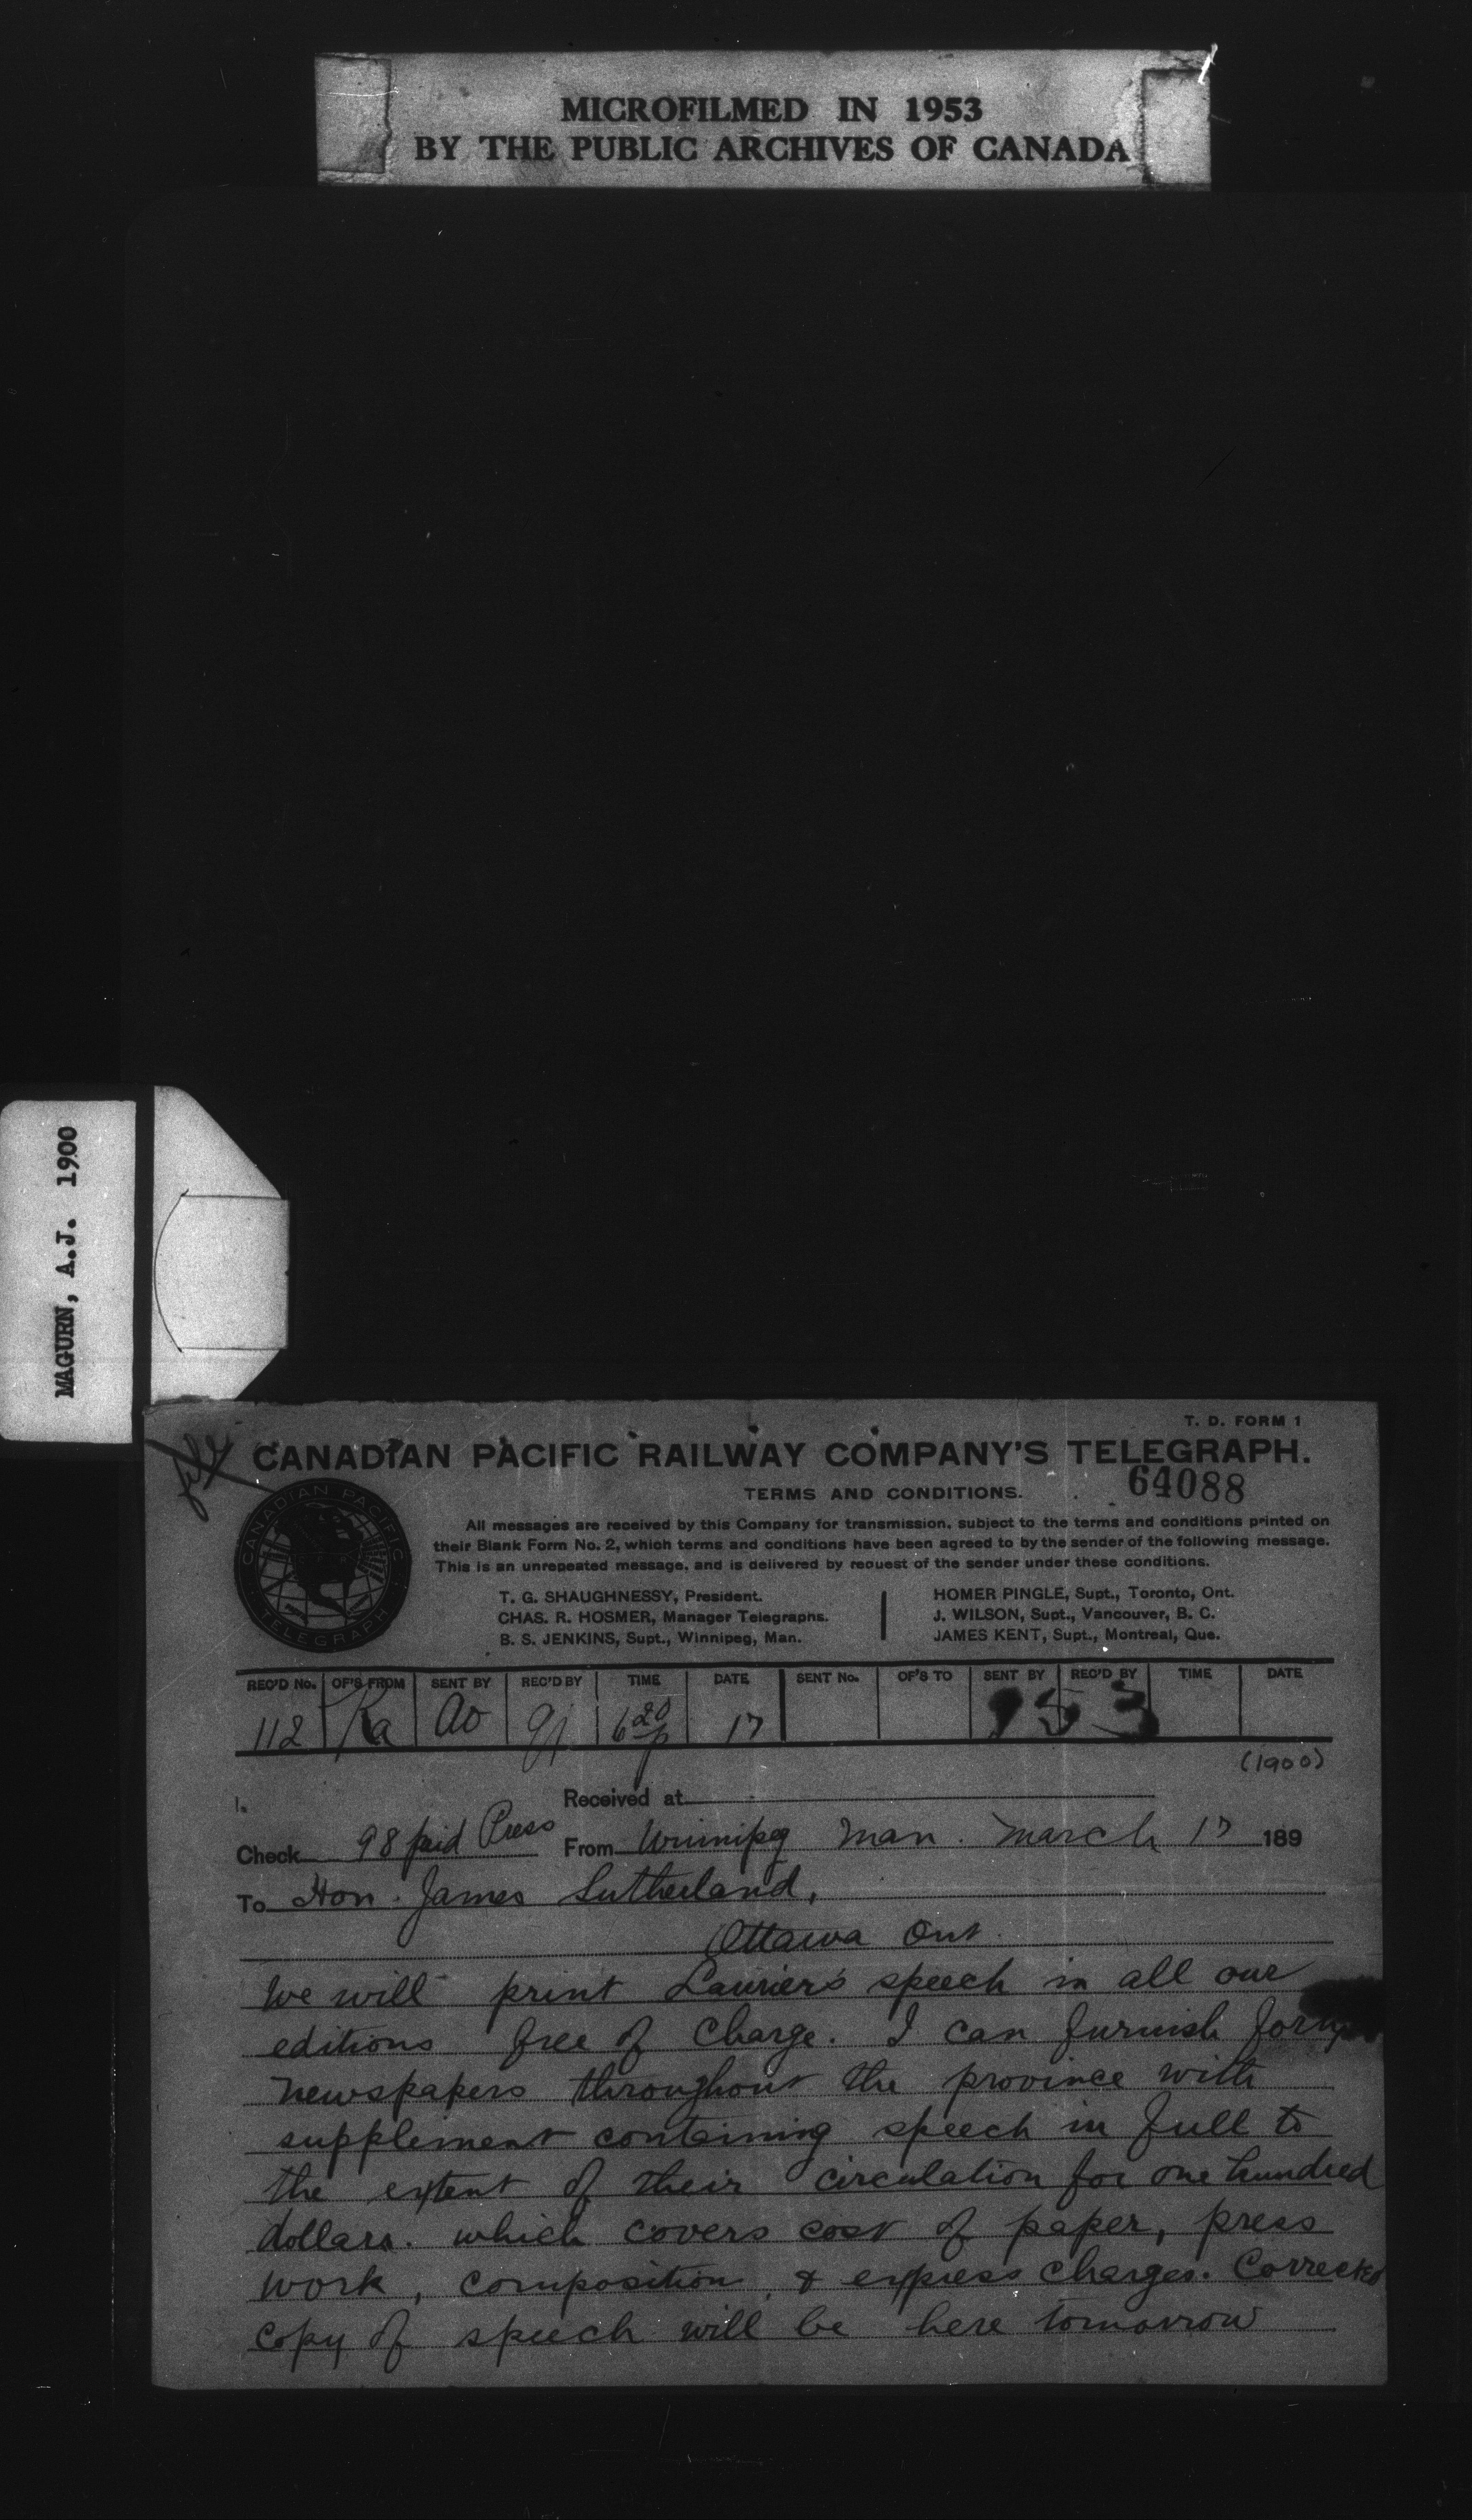 MICROFILMED IN 1953
BY THE PUBLIC ARCHIVES OF CANADA
MAGURN, A.J. 1900
T. D. FORM 1
file
CANADIAN PACIFIC RAILWAY COMPANY'S TELEGRAPH.
64088
TERMS AND CONDITIONS.
CANADIAN PACIFIC TELEGRAPH
All messages are received by this Company for transmission, subject to the terms and conditions printed on
their Blank Form No. 2, which terms and conditions have been agreed to by the sender of the following message.
This is an unrepeated message, and is delivered by request of the sender under these conditions.
T. G. SHAUGHNESSY, President.
CHAS. R. HOSMER, Manager Telegraphs.
B. S. JENKINS, Supt., Winnipeg, Man.
HOMER PINGLE, Supt., Toronto, Ont.
J. WILSON, Supt., Vancouver, B. C.
JAMES KENT, Supt., Montreal, Que.
REC'D No. OF'S FROM SENT BY REC'D BY TIME DATE SENT No. OF'S TO SENT BY REC'D BY TIME DATE
112 Ra ao 6 20 p 17 953
(1900)
Received at
Check 98 paid Press From Winnipeg Man. March 17 189
To Hon. James Sutherland,
Ottawa Ont.
We will print Laurier's speech in all our
editions free of charge. I can furnish forty
newspapers throughout the province with
supplement containing speech in full to
the extent of their circulation for one hundred
dollars. which covers cost of paper, press
work, composition, & express charges. Corrected
copy of speech will be here tomorrow